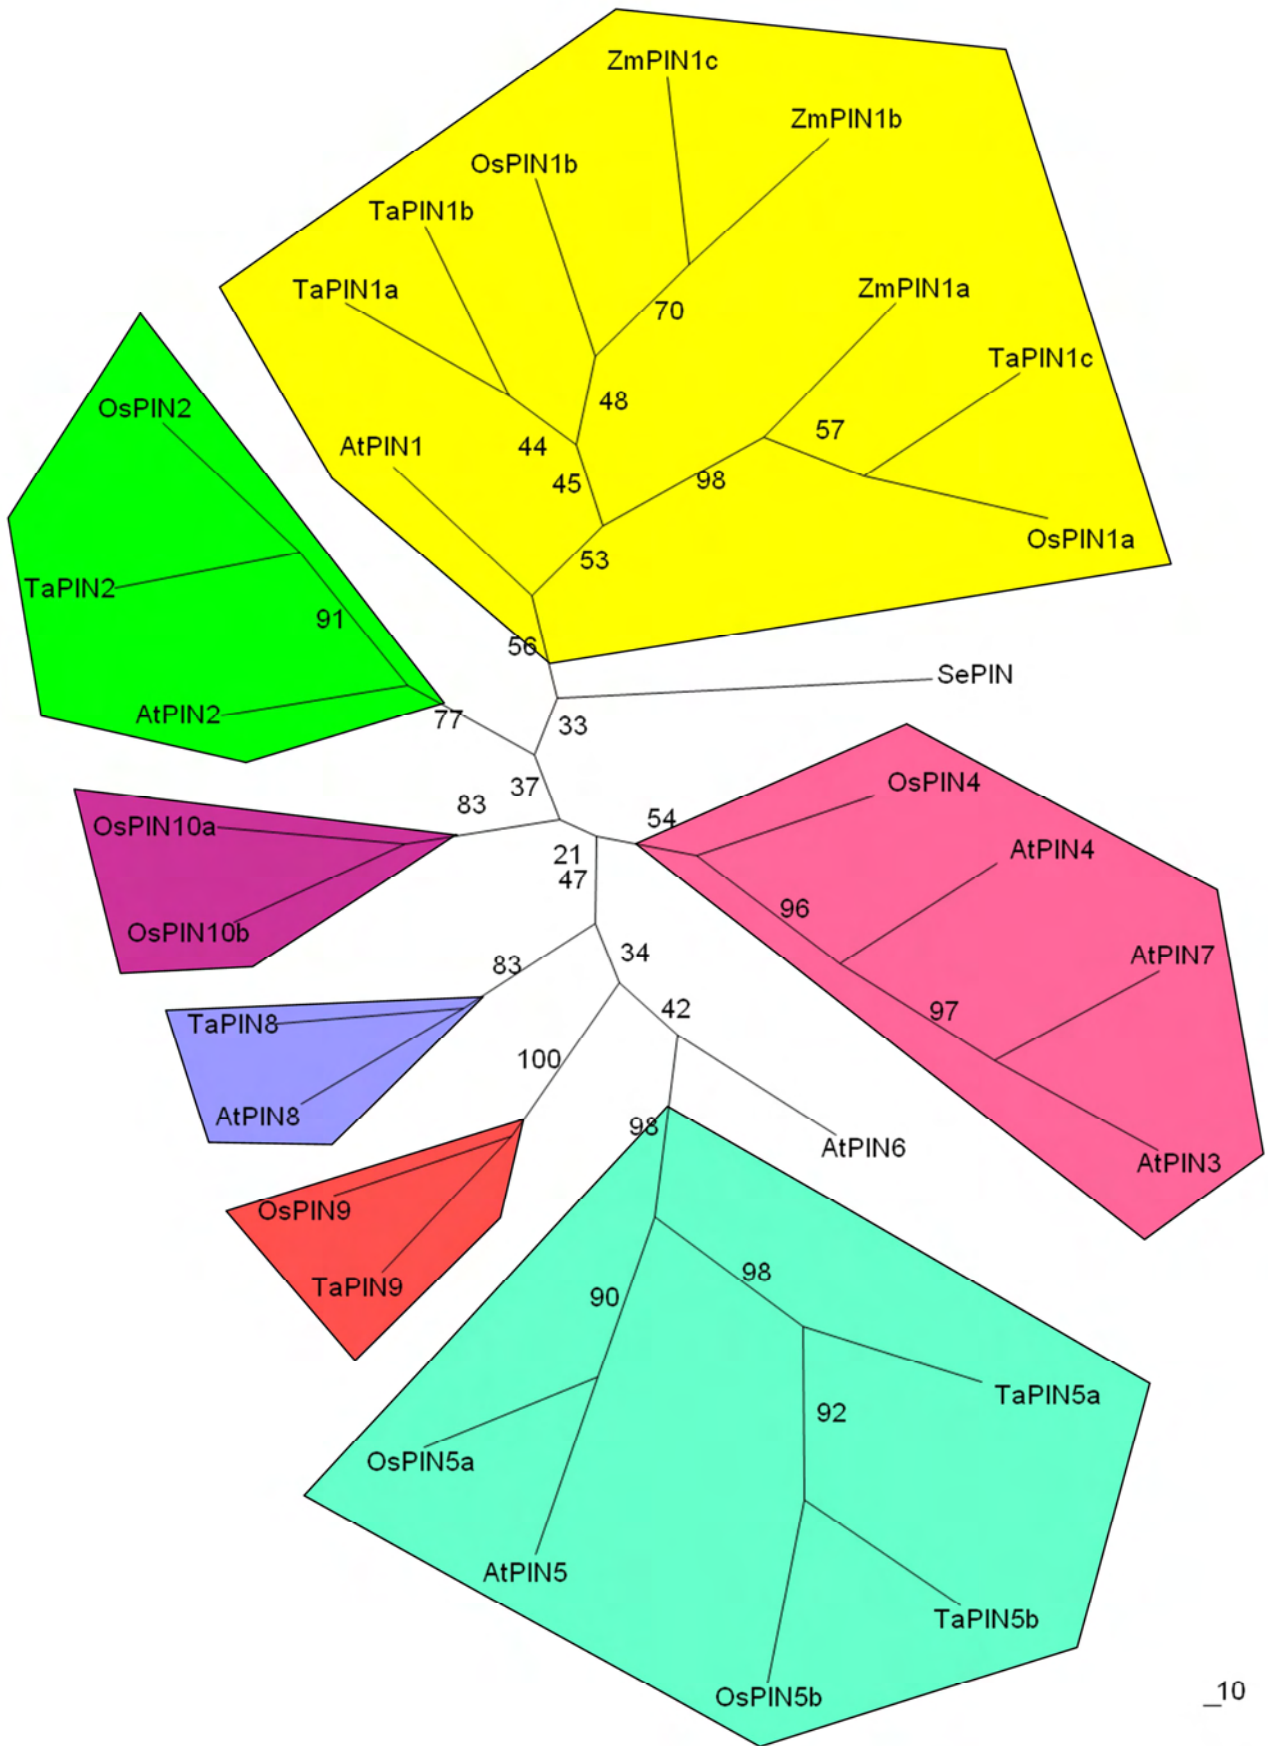 ZmPIN1c
ZmPIN1b
OsPIN1b
TaPIN1b
TaPIN1a
ZmPIN1a
70
TaPIN1c
OsPIN2
48
AtPIN1
44
57
45
98
OsPIN1a
53
TaPIN2
91
56
SePIN
AtPIN2
77
33
37
OsPIN4
83
54
OsPIN10a
21
AtPIN4
47
96
OsPIN10b
34
AtPIN7
83
42
97
TaPIN8
100
AtPIN8
98
AtPIN6
AtPIN3
OsPIN9
98
TaPIN9
90
TaPIN5a
92
OsPIN5a
AtPIN5
TaPIN5b
OsPIN5b
_10